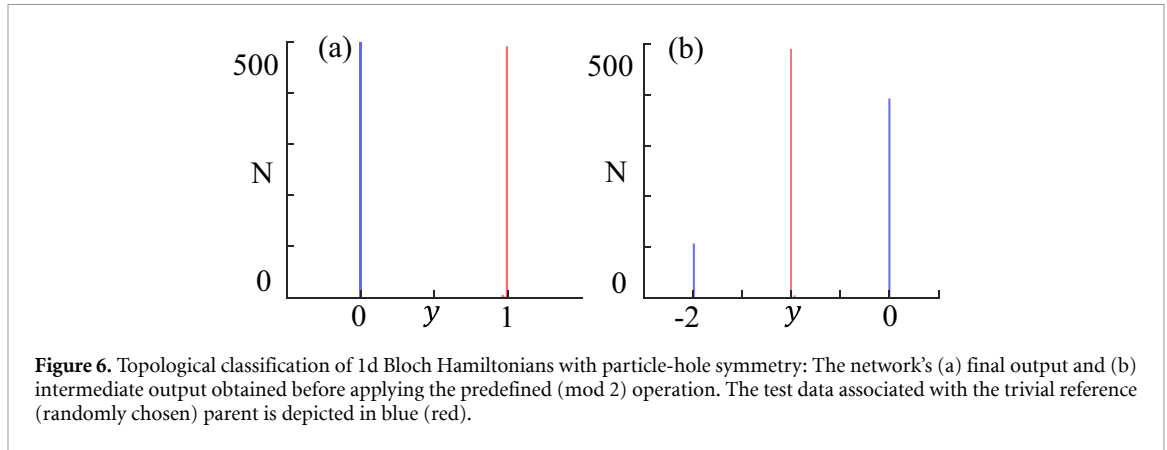 (a)
500
N
0
0 y 1
(b)
500
N
0
-2 y 0
Figure 6. Topological classification of 1d Bloch Hamiltonians with particle-hole symmetry: The network's (a) final output and (b)
intermediate output obtained before applying the predefined (mod 2) operation. The test data associated with the trivial reference
(randomly chosen) parent is depicted in blue (red).